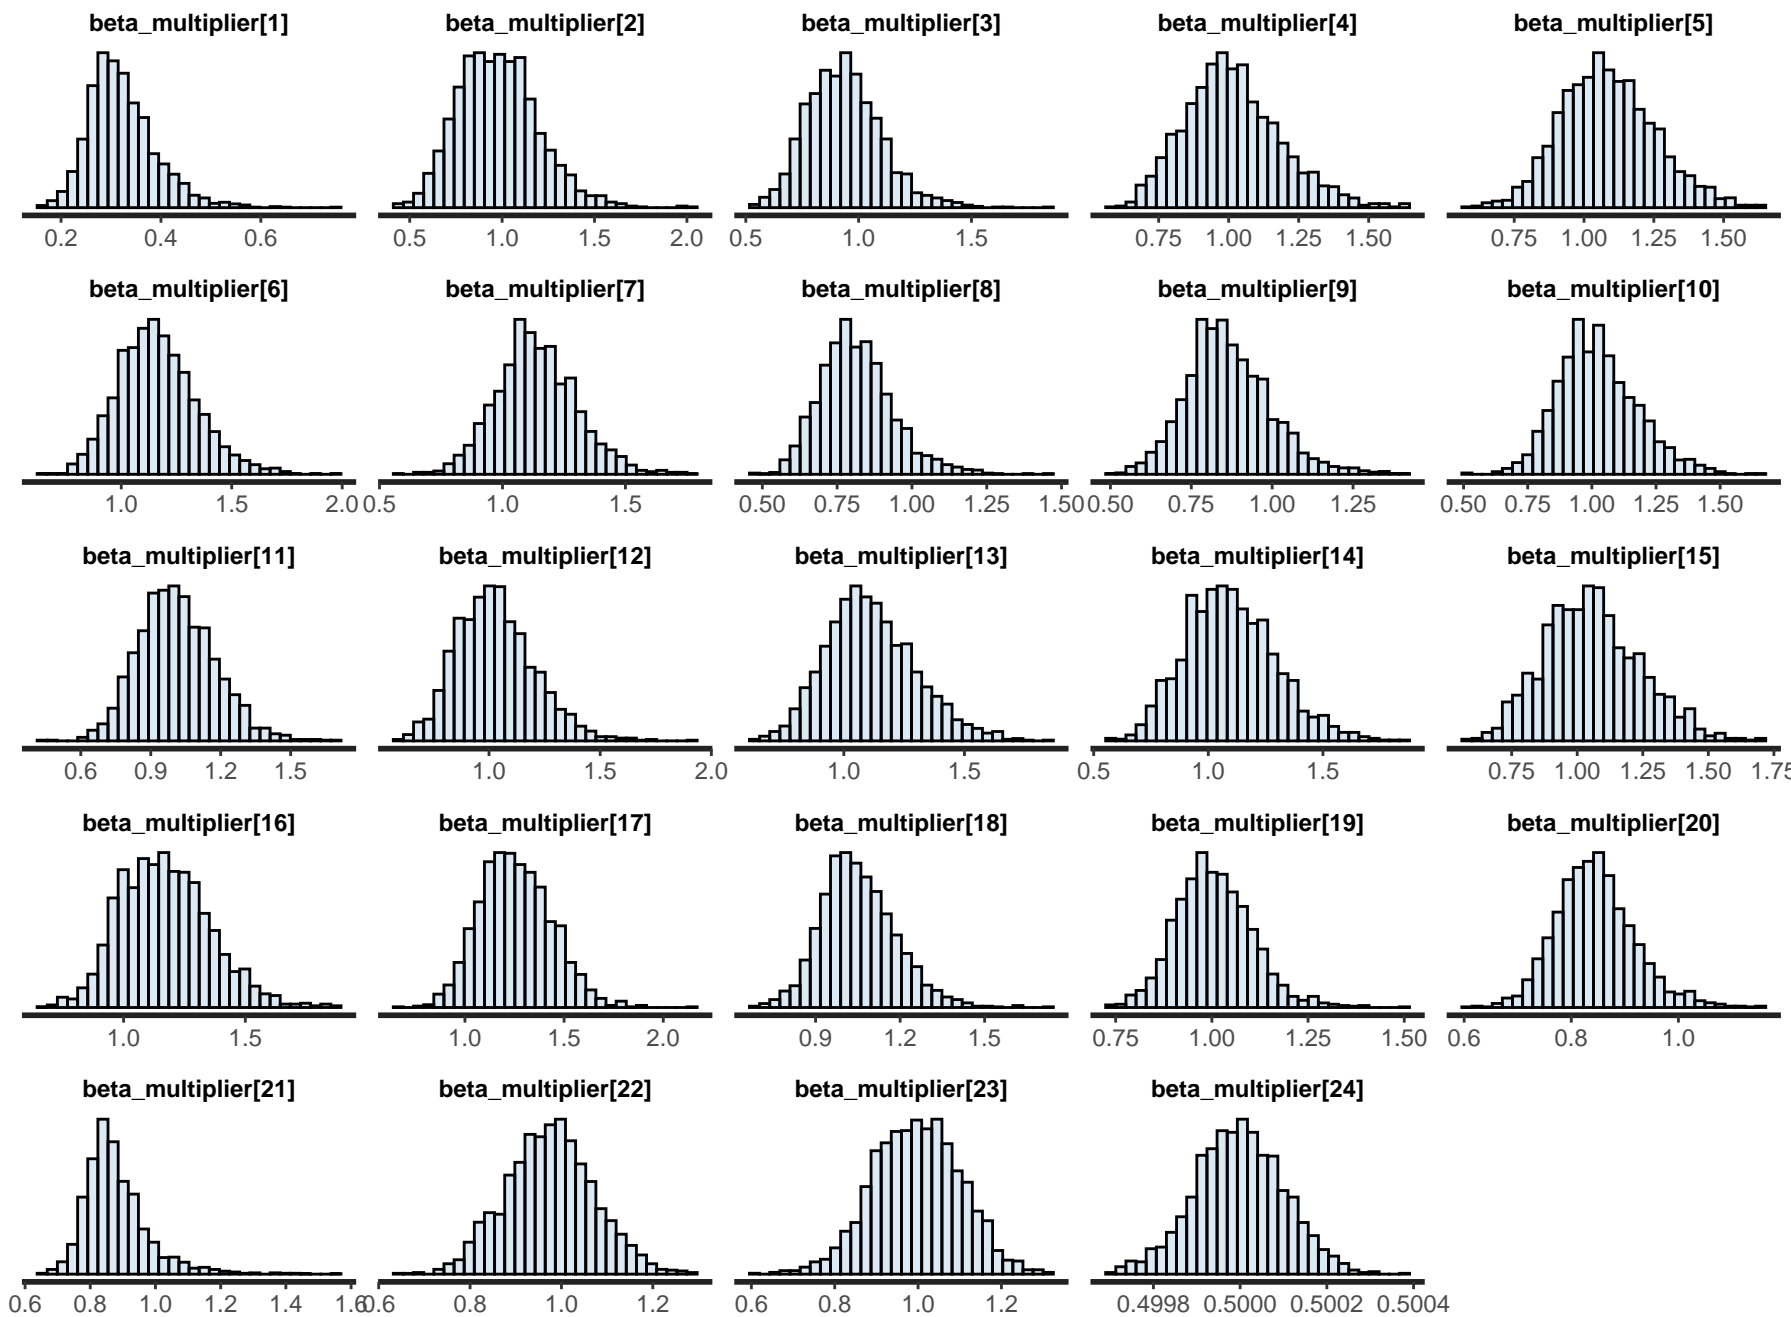 beta_multiplier[1] beta_multiplier[2] beta_multiplier[3] beta_multiplier[4] beta_multiplier[5]
0.2 0.4 0.6 0.5 1.0 1.5 2.0 0.5 1.0 1.5 0.75 1.00 1.25 1.50 0.75 1.00 1.25 1.50
beta_multiplier[6] beta_multiplier[7] beta_multiplier[8] beta_multiplier[9] beta_multiplier[10]
1.0 1.5 2.0 0.5 1.0 1.5 0.50 0.75 1.00 1.25 1.50 0.50 0.75 1.00 1.25 0.50 0.75 1.00 1.25 1.50
beta_multiplier[11] beta_multiplier[12] beta_multiplier[13] beta_multiplier[14] beta_multiplier[15]
0.6 0.9 1.2 1.5 1.0 1.5 2.0 1.0 1.5 0.5 1.0 1.5 0.75 1.00 1.25 1.50 1.75
beta_multiplier[16] beta_multiplier[17] beta_multiplier[18] beta_multiplier[19] beta_multiplier[20]
1.0 1.5 1.0 1.5 2.0 0.9 1.2 1.5 0.75 1.00 1.25 1.50 0.6 0.8 1.0
beta_multiplier[21] beta_multiplier[22] beta_multiplier[23] beta_multiplier[24]
0.6 0.8 1.0 1.2 1.4 1.6 0.6 0.8 1.0 1.2 0.6 0.8 1.0 1.2 0.4998 0.5000 0.5002 0.5004